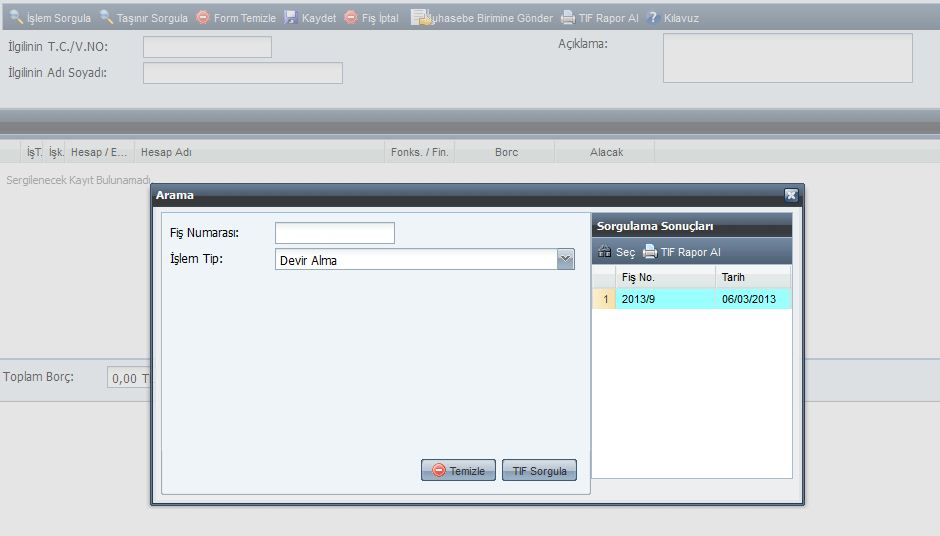 İşlem Sorgula Taşınır Sorgula Form Temizle Kaydet Fiş İptal Muhasebe Birimine Gönder TIF Rapor Al Kılavuz
İlgilinin T.C./V.NO:
Açıklama:
İlgilinin Adı Soyadı:
İşT. İşk. Hesap / E... Hesap Adı Fonks. / Fin. Borc Alacak
Sergilenecek Kayıt Bulunamadı
Arama
Fiş Numarası:
İşlem Tip: Devir Alma
Temizle TIF Sorgula
Sorgulama Sonuçları
Seç TIF Rapor Al
Fiş No. Tarih
1 2013/9 06/03/2013
Toplam Borç: 0,00 T